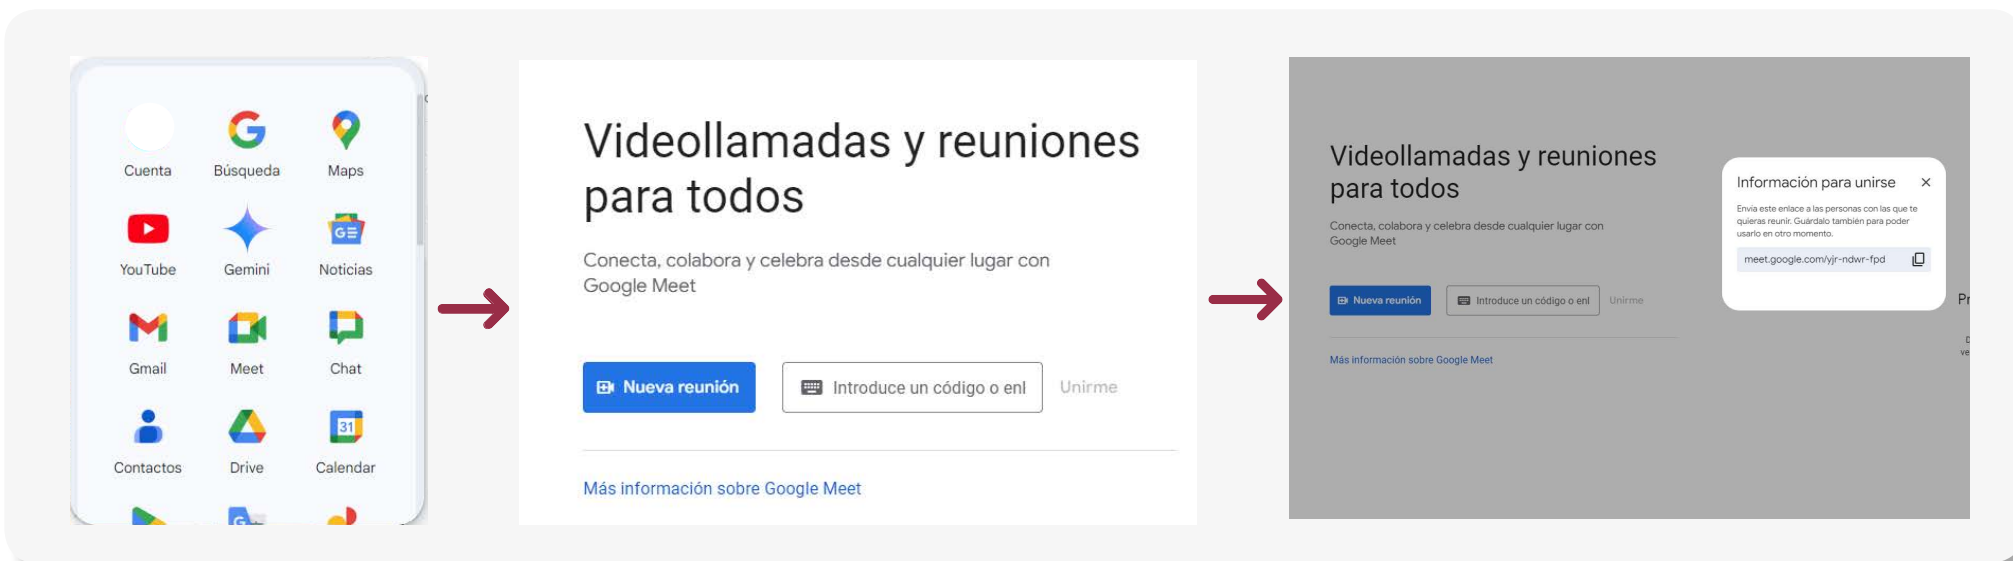 Cuenta Búsqueda Maps
YouTube Gemini Noticias
Gmail Meet Chat
31
Contactos Drive Calendar
Videollamadas y reuniones
para todos
Conecta, colabora y celebra desde cualquier lugar con
Google Meet
Nueva reunión Introduce un código o enl Unirme
Más información sobre Google Meet
Videollamadas y reuniones
para todos
Conecta, colabora y celebra desde cualquier lugar con
Google Meet
Nueva reunión Introduce un código o enl Unirme
Más información sobre Google Meet
Información para unirse
Envía este enlace a las personas con las que te
quieras reunir. Guárdalo también para poder
usarlo en otro momento.
meet.google.com/yjr-ndwr-fpd
Pr
ve